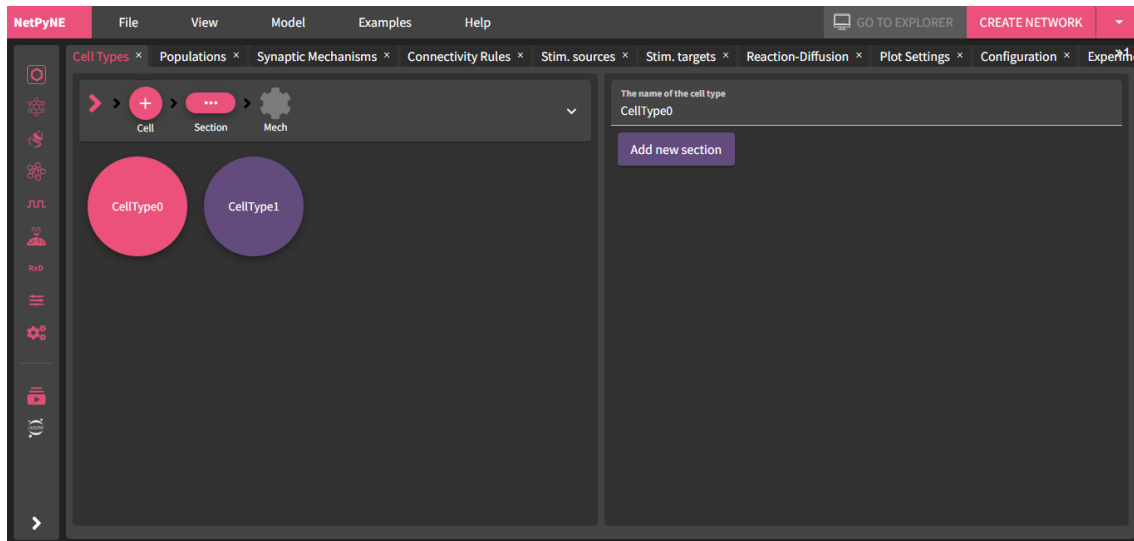 NetPyNE File View Model Examples Help GO TO EXPLORER CREATE NETWORK
Cell Types × Populations × Synaptic Mechanisms × Connectivity Rules × Stim. sources × Stim. targets × Reaction-Diffusion × Plot Settings × Configuration ×
Cell Section Mech
CellType0 CellType1
The name of the cell type
CellType0
Add new section
RxD
jupyter